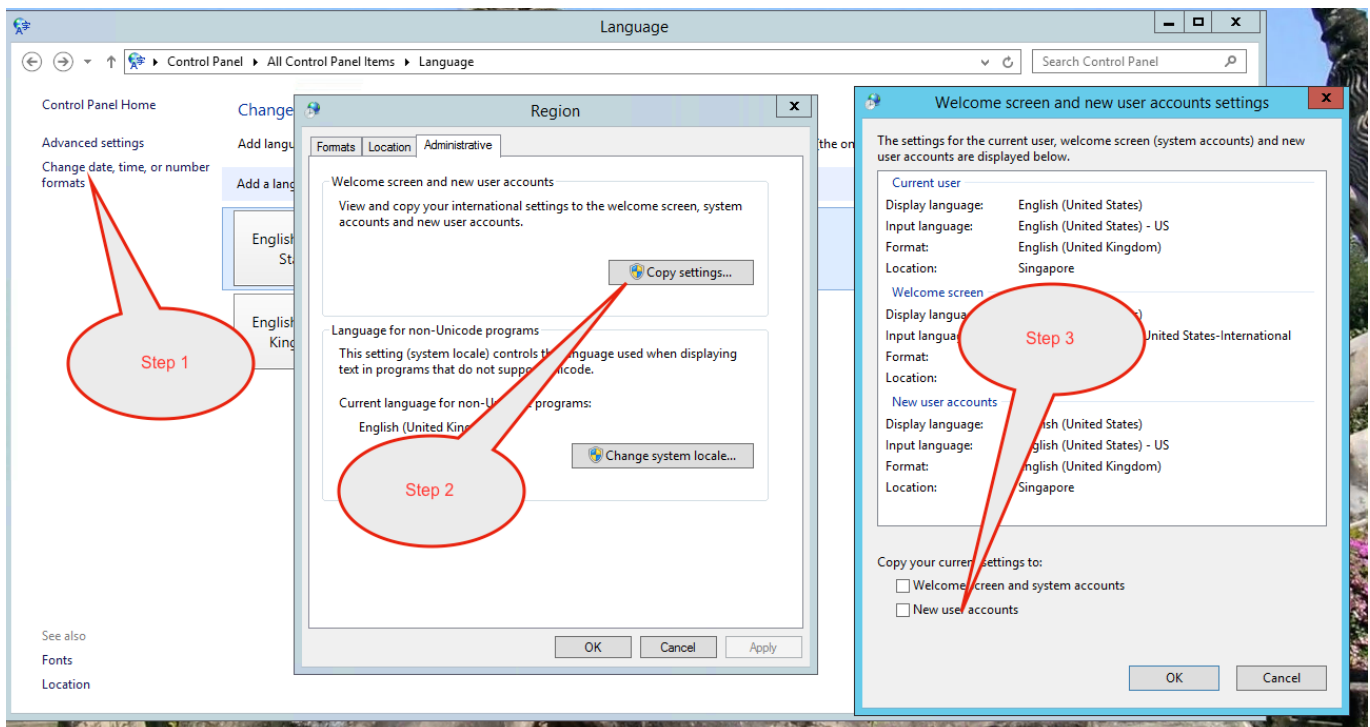 Language
Control Panel ▸ All Control Panel Items ▸ Language
Search Control Panel
Control Panel Home
Advanced settings
Change date, time, or number
formats
See also
Fonts
Location
Change
Add langu
(the on
Add a lang
English
St
English
King
Region
Formats Location Administrative
Welcome screen and new user accounts
View and copy your international settings to the welcome screen, system
accounts and new user accounts.
Copy settings...
Language for non-Unicode programs
This setting (system locale) controls the language used when displaying
text in programs that do not support Unicode.
Current language for non-U programs:
English (United King
Change system locale...
OK Cancel Apply
Step 1
Step 2
Welcome screen and new user accounts settings
The settings for the current user, welcome screen (system accounts) and new
user accounts are displayed below.
Current user
Display language: English (United States)
Input language: English (United States) - US
Format: English (United Kingdom)
Location: Singapore
Welcome screen
Display langua
Input languag United States-International
Format:
Location:
Step 3
New user accounts
Display language: English (United States)
Input language: English (United States) - US
Format: English (United Kingdom)
Location: Singapore
Copy your current settings to:
Welcome screen and system accounts
New user accounts
OK Cancel